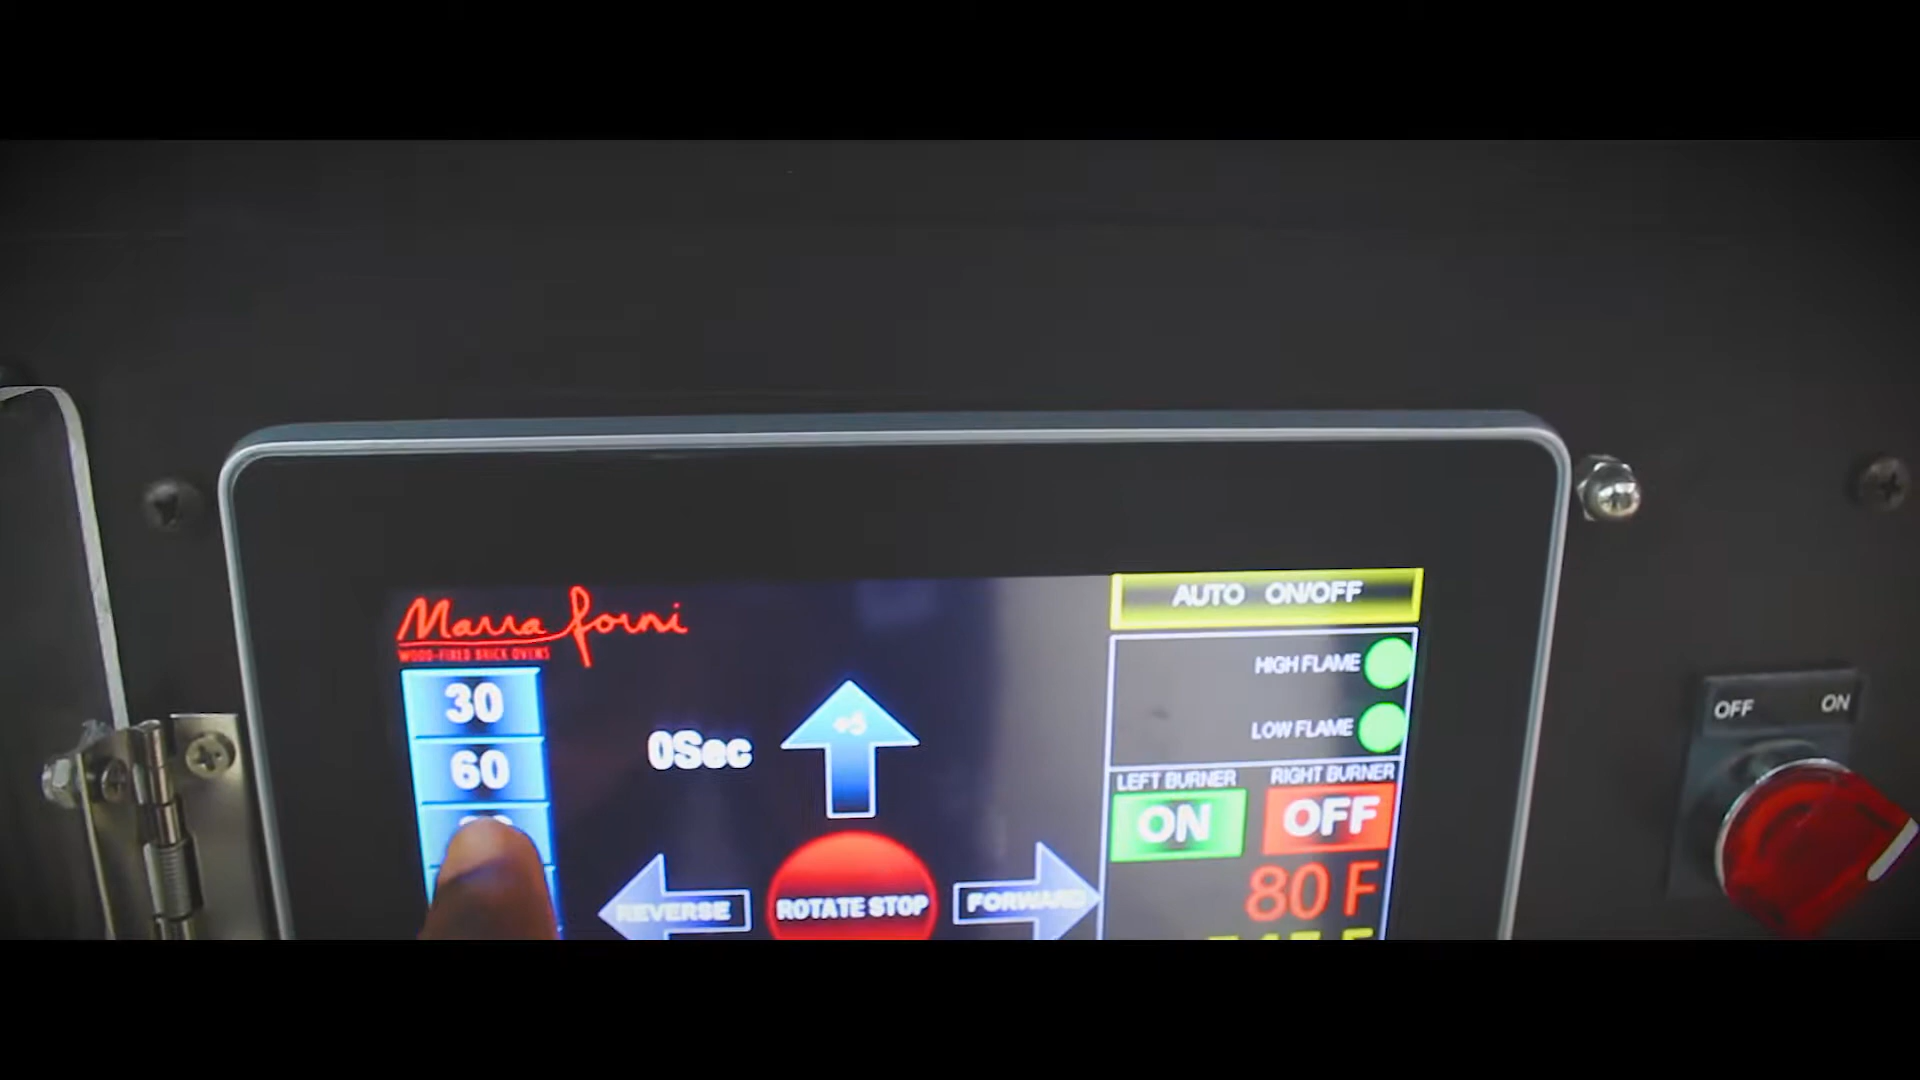 Marra forni
WOOD-FIRED BRICK OVENS
AUTO ON/OFF
HIGH FLAME
LOW FLAME
30
60
0Sec
+5
LEFT BURNER
RIGHT BURNER
ON
OFF
REVERSE
ROTATE STOP
FORWARD
80 F
OFF
ON